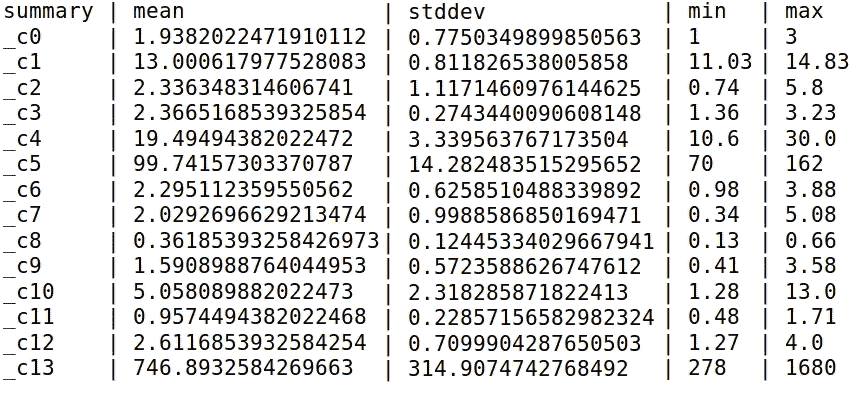 summary | mean | stddev | min | max
_c0 | 1.9382022471910112 | 0.7750349899850563 | 1 | 3
_c1 | 13.000617977528083 | 0.811826538005858 | 11.03 | 14.83
_c2 | 2.336348314606741 | 1.1171460976144625 | 0.74 | 5.8
_c3 | 2.3665168539325854 | 0.2743440090608148 | 1.36 | 3.23
_c4 | 19.49494382022472 | 3.339563767173504 | 10.6 | 30.0
_c5 | 99.74157303370787 | 14.282483515295652 | 70 | 162
_c6 | 2.295112359550562 | 0.6258510488339892 | 0.98 | 3.88
_c7 | 2.0292696629213474 | 0.9988586850169471 | 0.34 | 5.08
_c8 | 0.36185393258426973 | 0.12445334029667941 | 0.13 | 0.66
_c9 | 1.5908988764044953 | 0.5723588626747612 | 0.41 | 3.58
_c10 | 5.058089882022473 | 2.318285871822413 | 1.28 | 13.0
_c11 | 0.9574494382022468 | 0.22857156582982324 | 0.48 | 1.71
_c12 | 2.6116853932584254 | 0.7099904287650503 | 1.27 | 4.0
_c13 | 746.8932584269663 | 314.9074742768492 | 278 | 1680